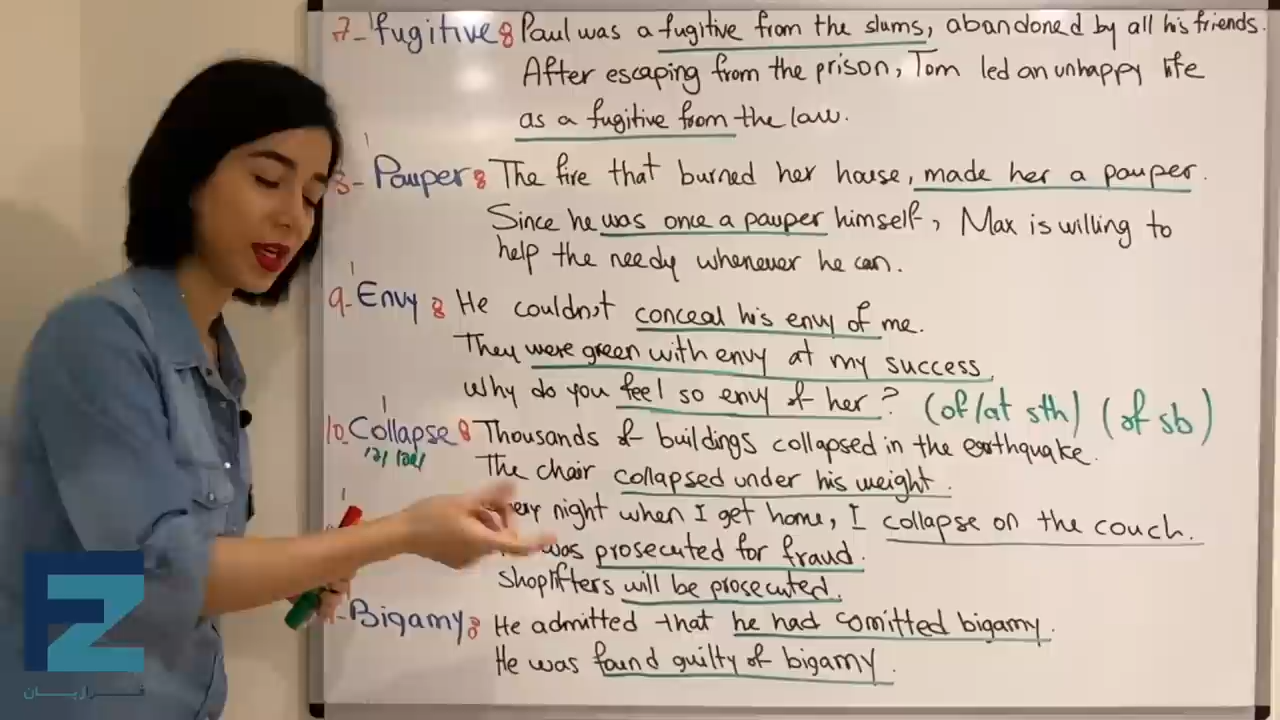 7- fugitive: Paul was a fugitive from the slums, abandoned by all his friends.
After escaping from the prison, Tom led an unhappy life
as a fugitive from the law.
8- Pauper: The fire that burned her house, made her a pauper.
Since he was once a pauper himself, Max is willing to
help the needy whenever he can.
9- Envy: He couldn't conceal his envy of me.
They were green with envy at my success
Why do you feel so envy of her? (of/at sth) (of sb)
10- Collapse: Thousands of buildings collapsed in the earthquake.
The chair collapsed under his weight.
night when I get home, I collapse on the couch.
was prosecuted for fraud.
Shoplifters will be prosecuted.
Bigamy: He admitted that he had comitted bigamy.
He was found guilty of bigamy.
FZ
فرازیان